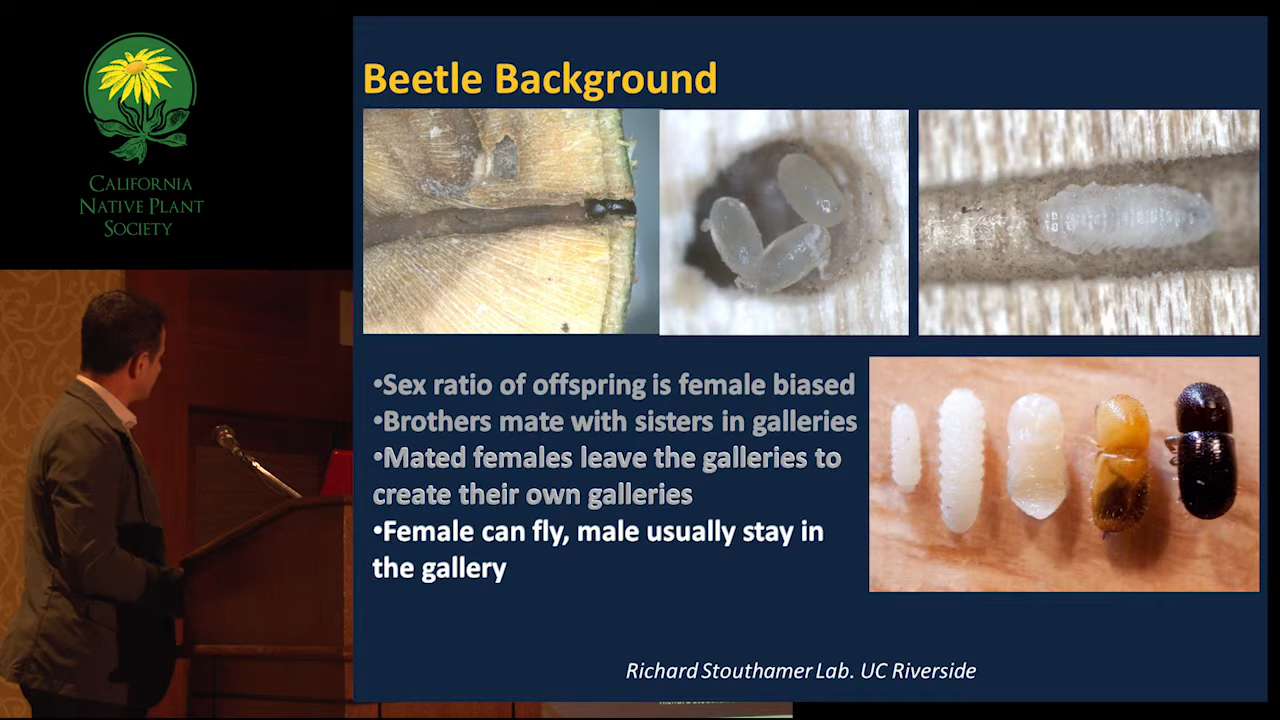 CALIFORNIA
NATIVE PLANT
SOCIETY
Beetle Background
•Sex ratio of offspring is female biased
•Brothers mate with sisters in galleries
•Mated females leave the galleries to
create their own galleries
•Female can fly, male usually stay in
the gallery
Richard Stouthamer Lab. UC Riverside